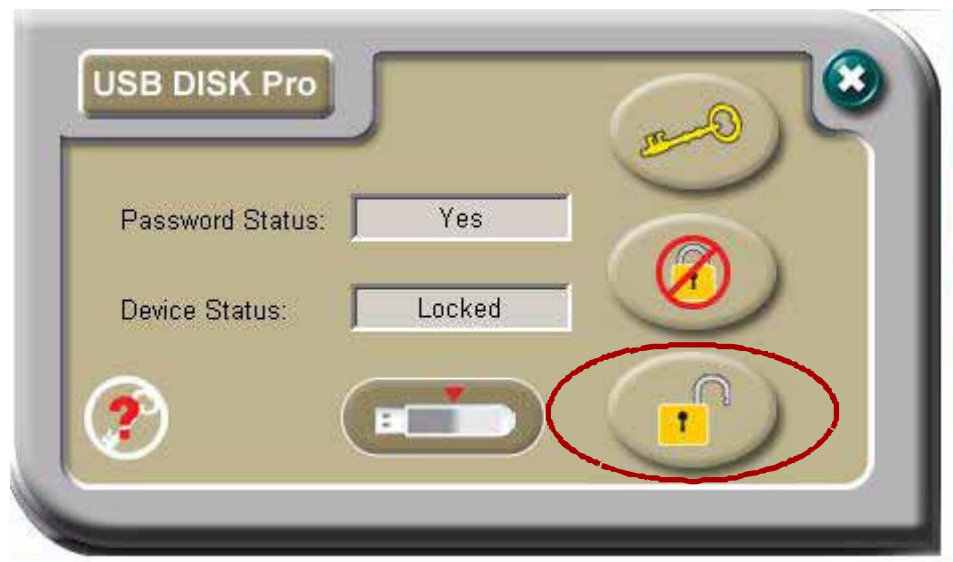 USB DISK Pro
Password Status: Yes
Device Status: Locked
?